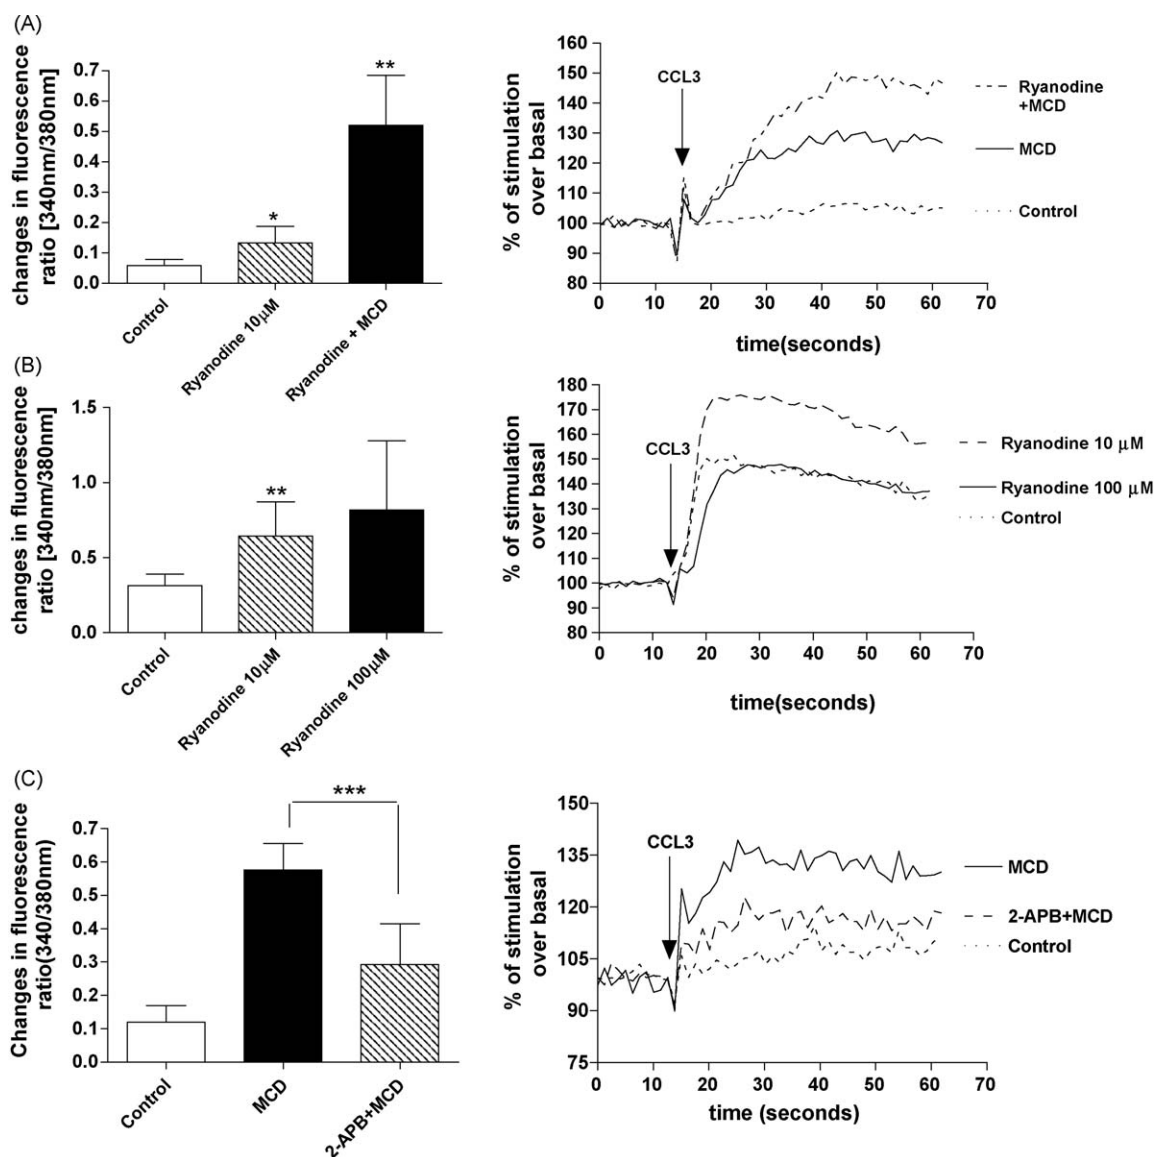 (A)
changes in fluorescence
ratio [340nm/380nm]
0.7
0.6
0.5
0.4
0.3
0.2
0.1
0.0
*
**
Control
Ryanodine 10μM
Ryanodine + MCD
% of stimulation
over basal
160
150
140
130
120
110
100
90
80
CCL3
0 10 20 30 40 50 60 70
time(seconds)
Ryanodine
+MCD
MCD
Control
(B)
changes in fluorescence
ratio [340nm/380nm]
1.5
1.0
0.5
0.0
**
Control
Ryanodine 10μM
Ryanodine 100μM
% of stimulation
over basal
180
170
160
150
140
130
120
110
100
90
80
CCL3
0 10 20 30 40 50 60 70
time(seconds)
Ryanodine 10 μM
Ryanodine 100 μM
Control
(C)
Changes in fluorescence
ratio(340/380nm)
0.7
0.6
0.5
0.4
0.3
0.2
0.1
0.0
***
Control
MCD
2-APB+MCD
% of stimulation
over basal
150
135
120
105
90
75
CCL3
0 10 20 30 40 50 60 70
time (seconds)
MCD
2-APB+MCD
Control